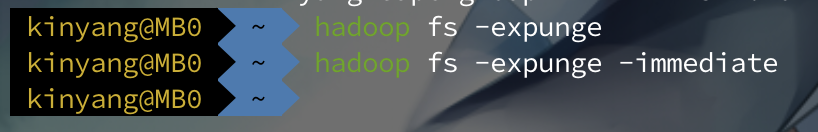 kinyang@MB0 ~ hadoop fs -expunge
kinyang@MB0 ~ hadoop fs -expunge -immediate
kinyang@MB0 ~